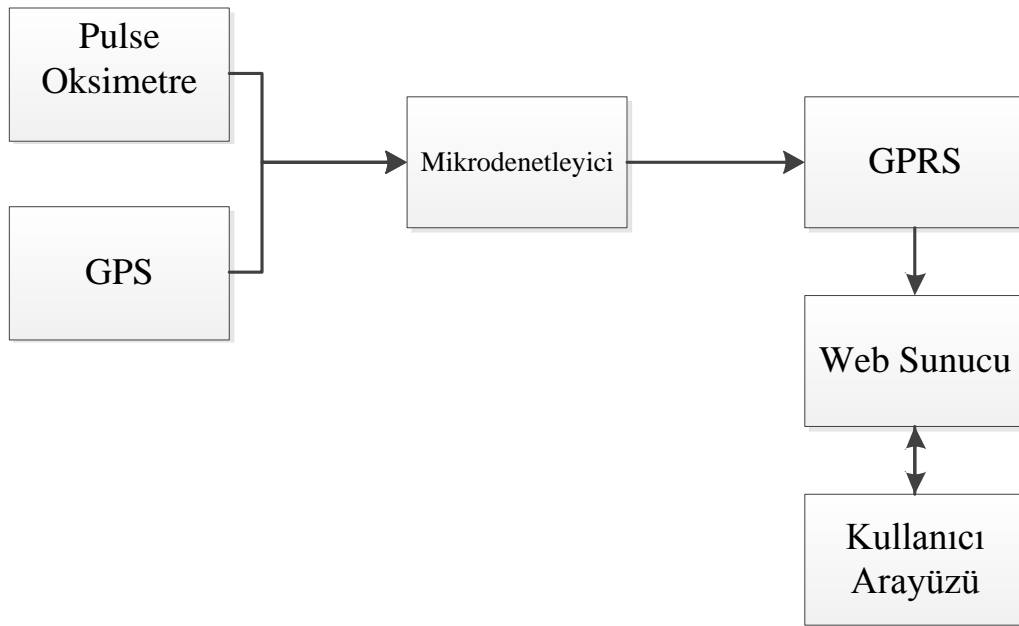 Pulse
Oksimetre
GPS
Mikrodenetleyici
GPRS
Web Sunucu
Kullanıcı
Arayüzü